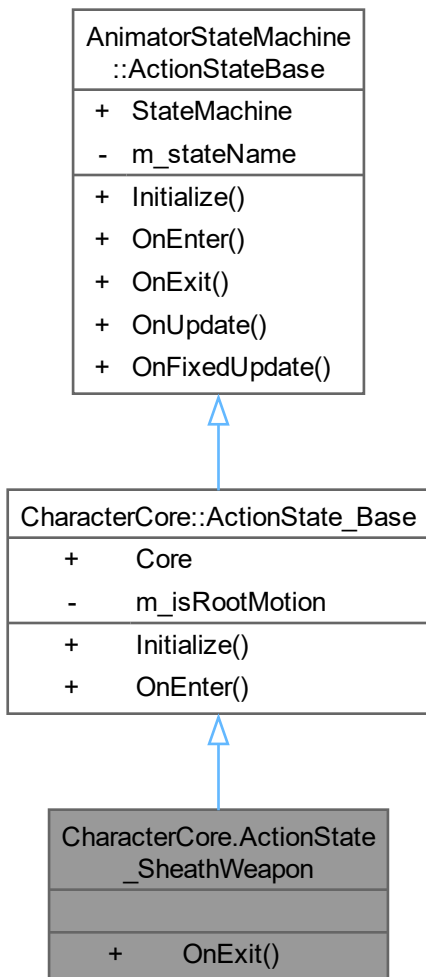 AnimatorStateMachine
::ActionStateBase
+ StateMachine
- m_stateName
+ Initialize()
+ OnEnter()
+ OnExit()
+ OnUpdate()
+ OnFixedUpdate()
CharacterCore::ActionState_Base
+ Core
- m_isRootMotion
+ Initialize()
+ OnEnter()
CharacterCore.ActionState
_SheathWeapon
+ OnExit()